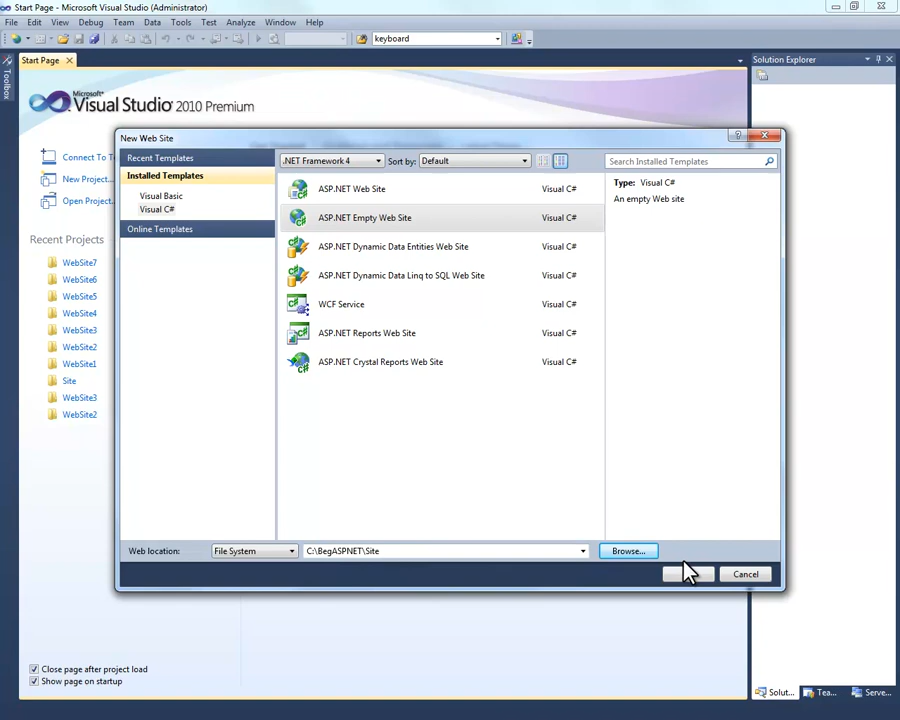 Start Page - Microsoft Visual Studio (Administrator)
File Edit View Debug Team Data Tools Test Analyze Window Help
keyboard
Start Page
Solution Explorer
Toolbox
Microsoft®
Visual Studio® 2010 Premium
Connect To T
New Project...
Open Project...
Recent Projects
WebSite7
WebSite6
WebSite5
WebSite4
WebSite3
WebSite2
WebSite1
Site
WebSite3
WebSite2
New Web Site
Recent Templates
Installed Templates
Visual Basic
Visual C#
Online Templates
.NET Framework 4 Sort by: Default Search Installed Templates
ASP.NET Web Site Visual C#
ASP.NET Empty Web Site Visual C#
ASP.NET Dynamic Data Entities Web Site Visual C#
ASP.NET Dynamic Data Linq to SQL Web Site Visual C#
WCF Service Visual C#
ASP.NET Reports Web Site Visual C#
ASP.NET Crystal Reports Web Site Visual C#
Type: Visual C#
An empty Web site
Web location: File System C:\BegASPNET\Site Browse...
Cancel
Close page after project load
Show page on startup
Solut... Tea... Serve...